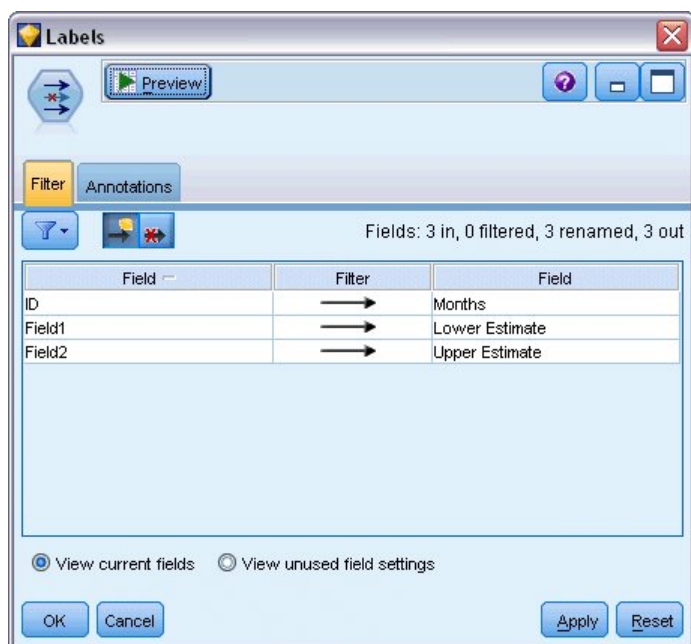 Labels
Preview
?
Filter Annotations
Fields: 3 in, 0 filtered, 3 renamed, 3 out
Field Filter Field
ID Months
Field1 Lower Estimate
Field2 Upper Estimate
View current fields View unused field settings
OK Cancel Apply Reset